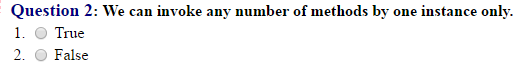 Question 2: We can invoke any number of methods by one instance only.
1. True
2. False